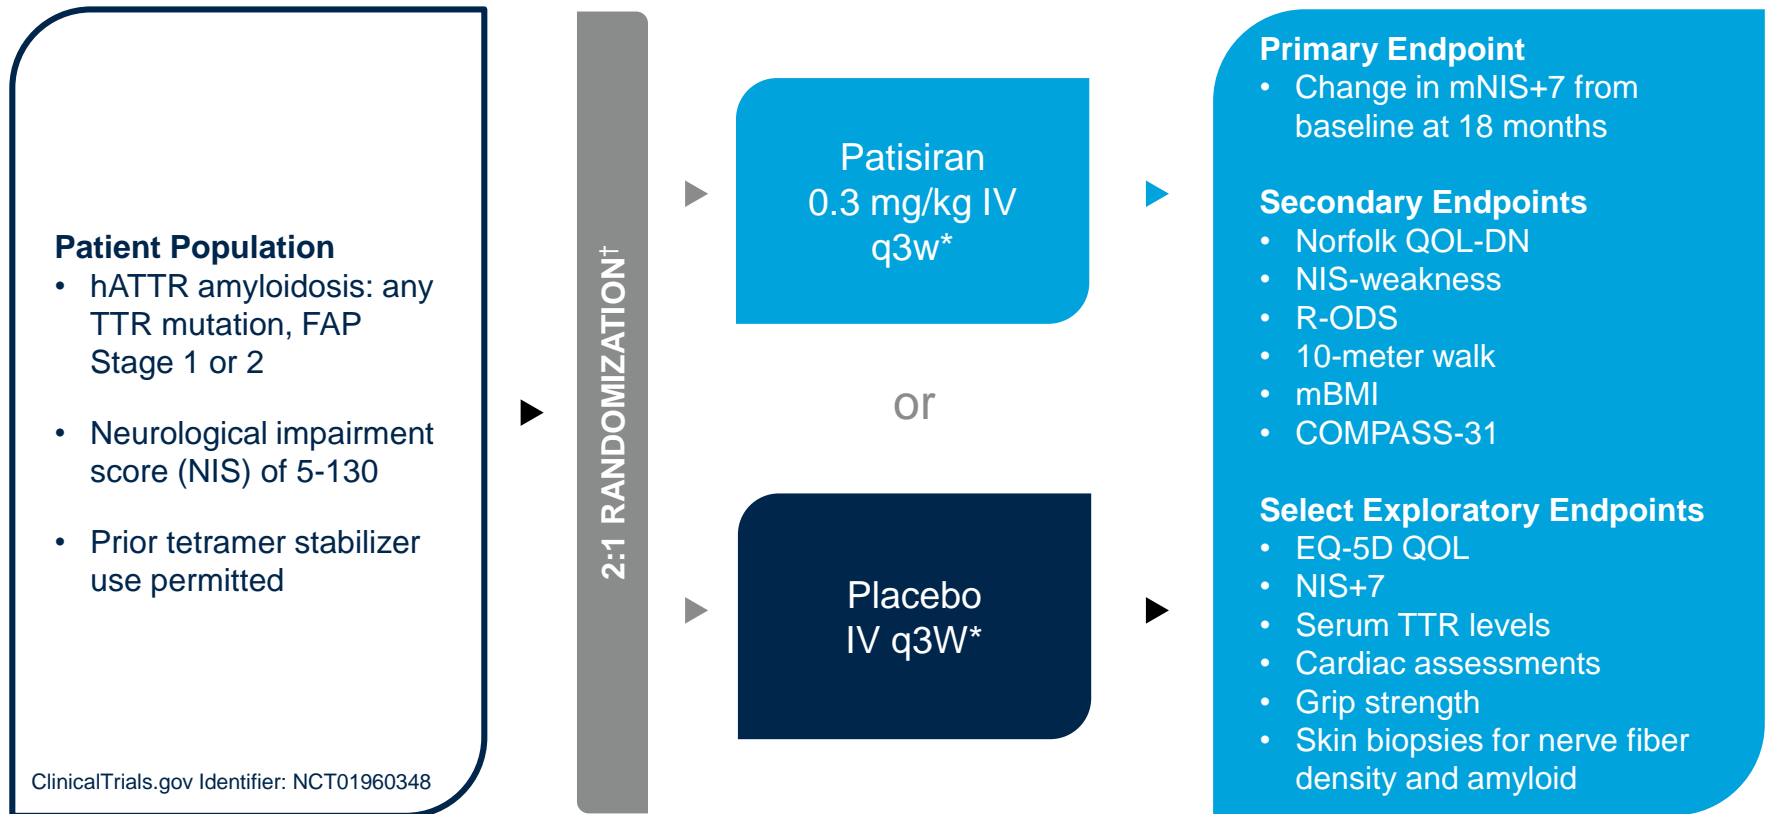 Patient Population
• hATTR amyloidosis: any
TTR mutation, FAP
Stage 1 or 2
• Neurological impairment
score (NIS) of 5-130
• Prior tetramer stabilizer
use permitted
ClinicalTrials.gov Identifier: NCT01960348
2:1 RANDOMIZATION†
Patisiran
0.3 mg/kg IV
q3w*
or
Placebo
IV q3W*
Primary Endpoint
• Change in mNIS+7 from
baseline at 18 months
Secondary Endpoints
• Norfolk QOL-DN
• NIS-weakness
• R-ODS
• 10-meter walk
• mBMI
• COMPASS-31
Select Exploratory Endpoints
• EQ-5D QOL
• NIS+7
• Serum TTR levels
• Cardiac assessments
• Grip strength
• Skin biopsies for nerve fiber
density and amyloid